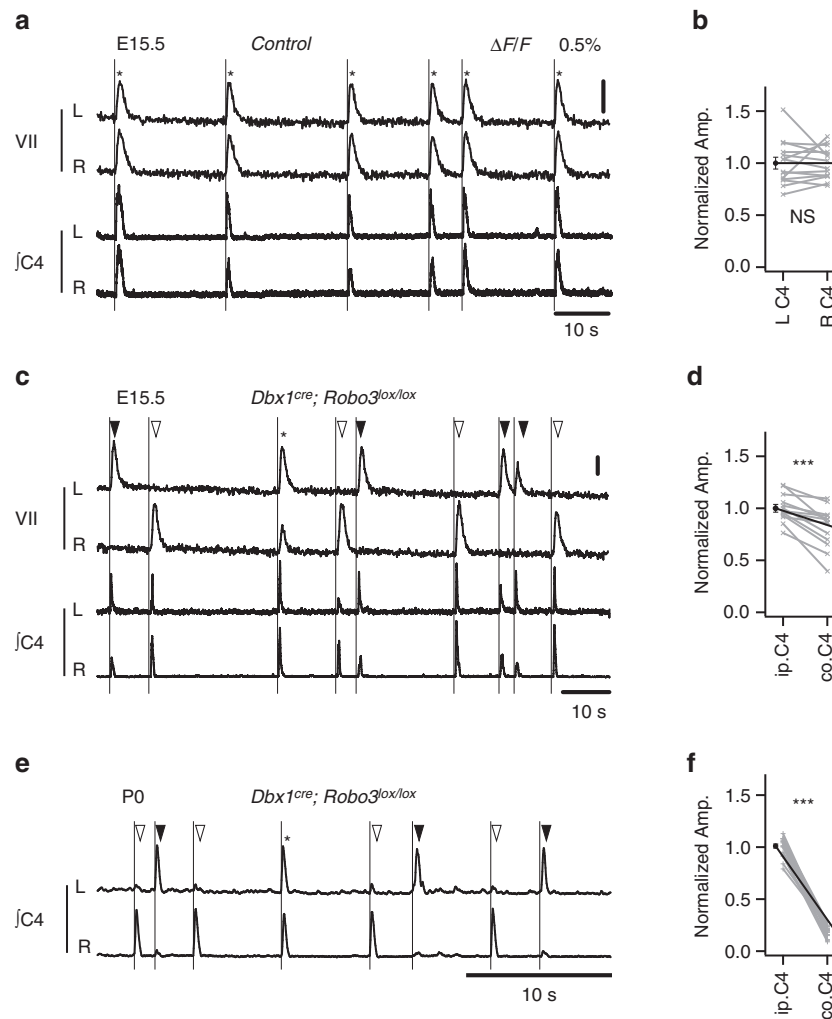 a
E15.5 Control ΔF/F 0.5%
* * * * * *
L
VII
R
L
∫C4
R
10 s
b
Normalized Amp.
1.5
1.0
0.5
0.0
NS
L C4
R C4
c
E15.5 Dbx1cre; Robo3lox/lox
*
L
VII
R
L
∫C4
R
10 s
d
Normalized Amp.
1.5
1.0
0.5
0.0
***
ip.C4
co.C4
e
P0 Dbx1cre; Robo3lox/lox
*
L
∫C4
R
10 s
f
Normalized Amp.
1.5
1.0
0.5
0.0
***
ip.C4
co.C4